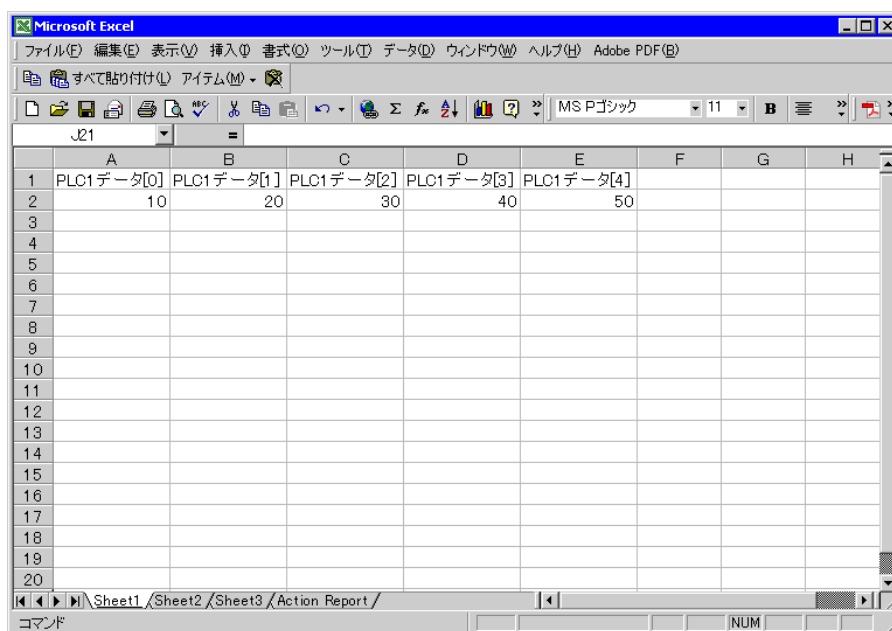 Microsoft Excel
ファイル(F) 編集(E) 表示(V) 挿入(I) 書式(O) ツール(T) データ(D) ウィンドウ(W) ヘルプ(H) Adobe PDF(B)
すべて貼り付け(L) アイテム(M)
ABC Σ fx A Z ? » MS Pゴシック 11 B »
J21 =
A B C D E F G H
1 PLC1データ[0] PLC1データ[1] PLC1データ[2] PLC1データ[3] PLC1データ[4]
2 10 20 30 40 50
3
4
5
6
7
8
9
10
11
12
13
14
15
16
17
18
19
20
Sheet1 Sheet2 Sheet3 Action Report
コマンド NUM